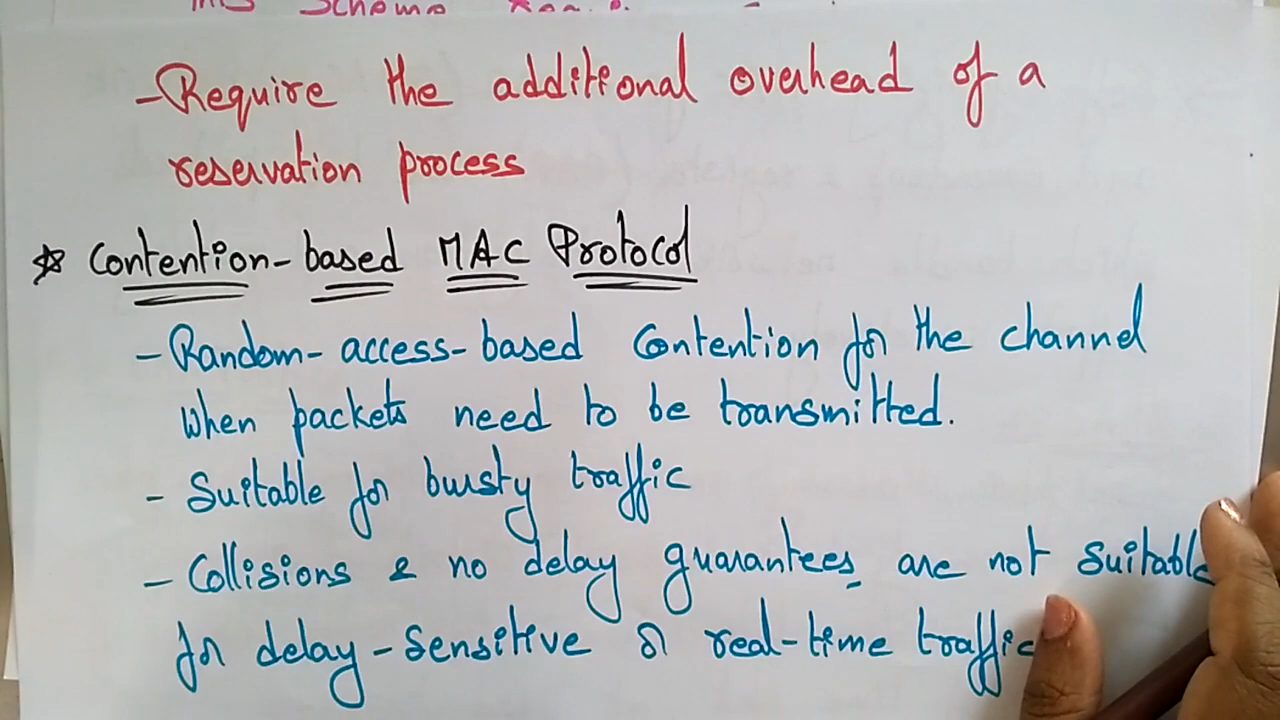 this Scheme
- Require the additional overhead of a
reservation process
* Contention-based MAC Protocol
- Random-access-based Contention for the channel
when packets need to be transmitted.
- Suitable for bursty traffic
- Collisions & no delay guarantees are not suitable
for delay-sensitive or real-time traffic